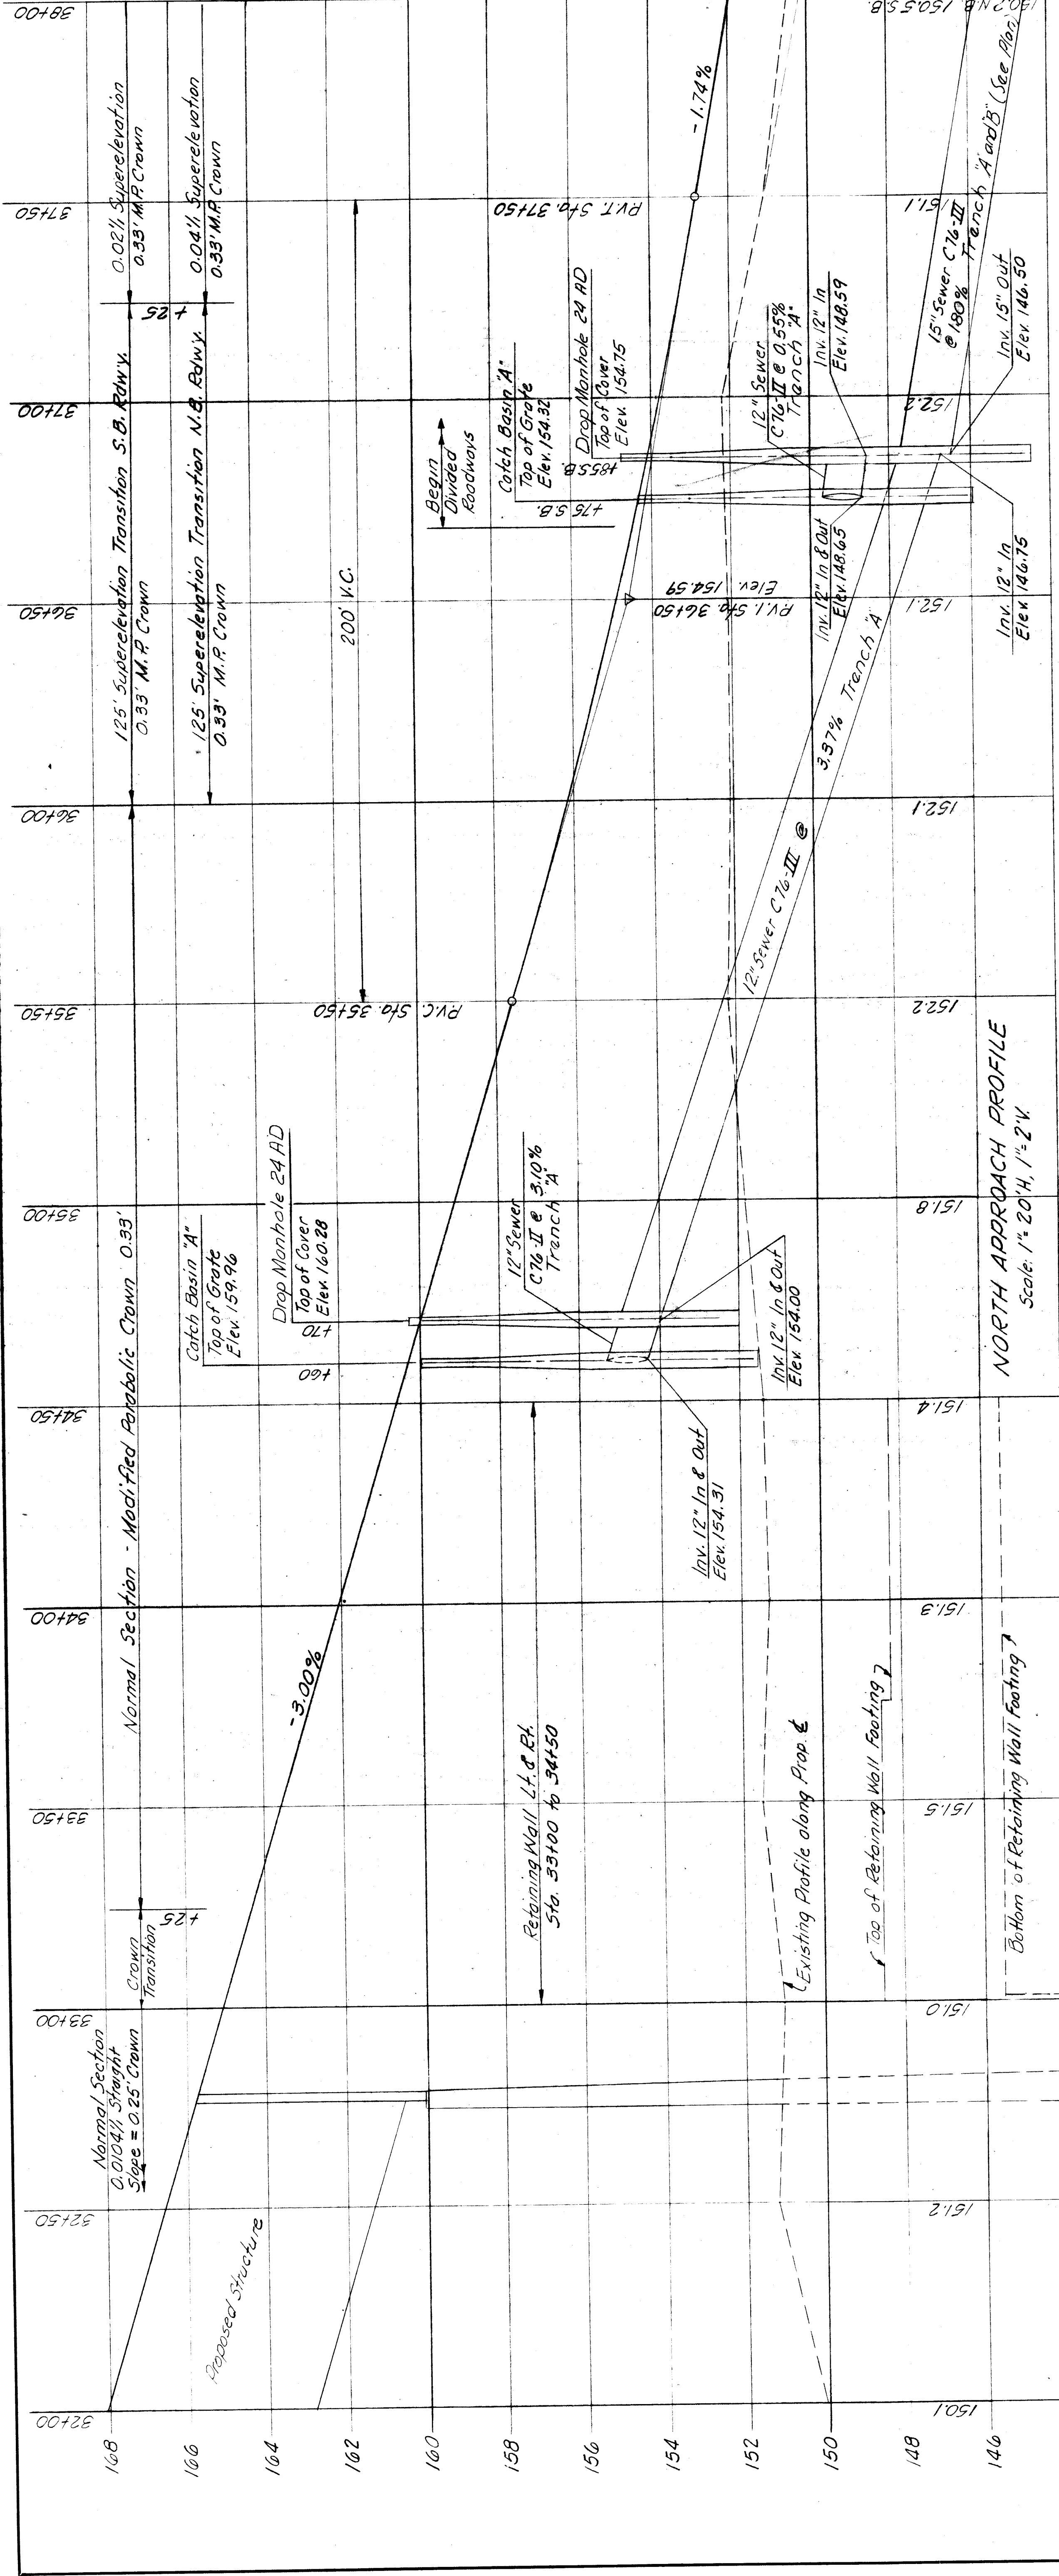 38+00
37+50
37+00
36+50
36+00
35+50
35+00
34+50
34+00
33+50
33+00
32+50
32+00
0.02'/, Superelevation
0.33' M.P. Crown
0.04'/, Superelevation
0.33' M.P. Crown
+25
125' Superelevation Transition S.B. Rdwy.
0.33' M.P. Crown
125' Superelevation Transition N.B. Rdwy.
0.33' M.P. Crown
200' V.C.
Normal Section - Modified Parabolic Crown 0.33'
+25
Crown
Transition
Normal Section
0.0104'/, Straight
Slope = 0.25' Crown
-1.74%
P.V.T. Sta. 37+50
Begin
Divided
Roadways
Catch Basin "A"
Top of Grate
Elev. 154.32
+75 S.B.
Drop Manhole 24 AD
Top of Cover
Elev. 154.75
+85 S.B.
P.V.I. Sta. 36+50
Elev. 154.59
12" Sewer
C76-II @ 0.55%
Trench "A"
Inv. 12" In
Elev. 148.59
Inv. 12" In & Out
Elev. 148.65
15" Sewer C76-III
@ 1.80%
Trench "A" and "B" (See Plan)
Inv. 15" Out
Elev. 146.50
Inv. 12" In
Elev. 146.75
150.5 S.B.
150.2 N.B.
12" Sewer C76-III @
3.37% Trench "A"
P.V.C. Sta. 35+50
Catch Basin "A"
Top of Grate
Elev. 159.96
+60
Drop Manhole 24 AD
Top of Cover
Elev. 160.28
+70
12" Sewer
C76-II @ 3.10%
Trench "A"
Inv. 12" In & Out
Elev. 154.00
Inv. 12" In & Out
Elev. 154.31
-3.00%
Retaining Wall Lt. & Rt.
Sta. 33+00 to 34+50
Existing Profile along Prop. ℄
Top of Retaining Wall Footing
Bottom of Retaining Wall Footing
Proposed Structure
151.1
152.2
152.1
152.1
152.2
151.8
151.4
151.3
151.5
151.0
151.2
150.1
168
166
164
162
160
158
156
154
152
150
148
146
NORTH APPROACH PROFILE
Scale: 1"= 20'H, 1"= 2'V.